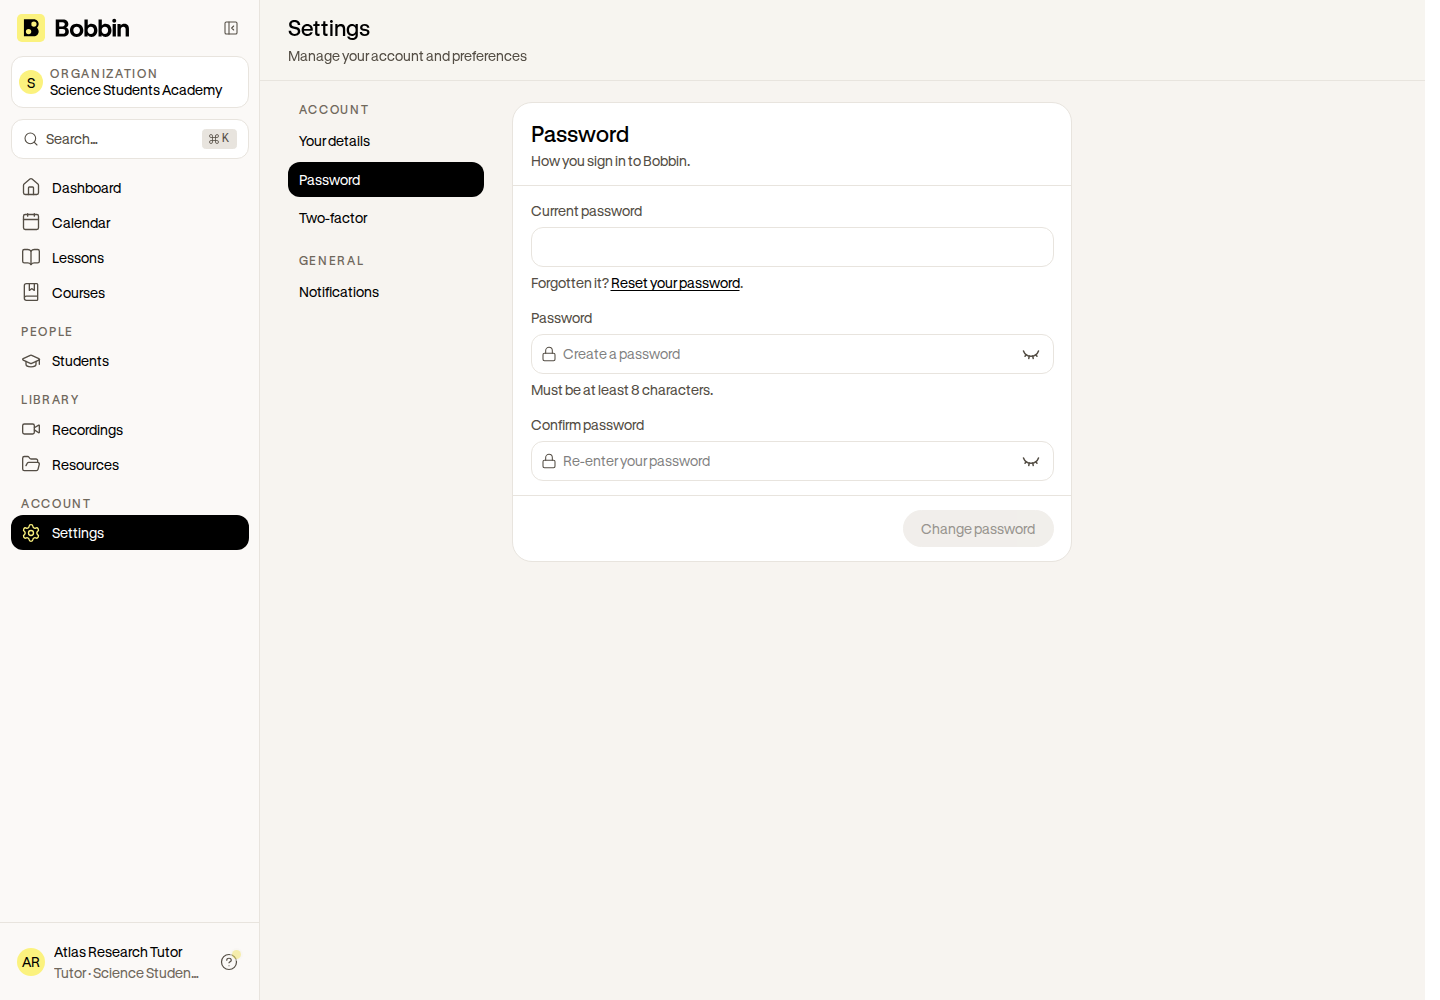 Bobbin
ORGANIZATION
S
Science Students Academy
Search...
⌘ K
Dashboard
Calendar
Lessons
Courses
PEOPLE
Students
LIBRARY
Recordings
Resources
ACCOUNT
Settings
AR
Atlas Research Tutor
Tutor · Science Studen...
Settings
Manage your account and preferences
ACCOUNT
Your details
Password
Two-factor
GENERAL
Notifications
Password
How you sign in to Bobbin.
Current password
Forgotten it? Reset your password.
Password
Create a password
Must be at least 8 characters.
Confirm password
Re-enter your password
Change password